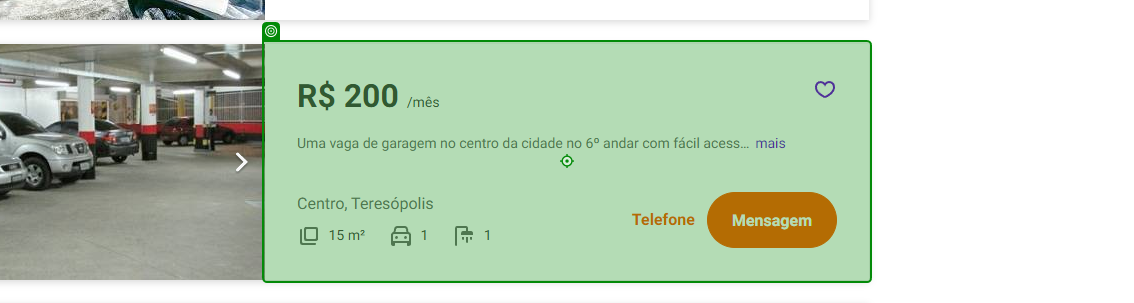 R$ 200 /mês
Uma vaga de garagem no centro da cidade no 6º andar com fácil acess... mais
Centro, Teresópolis
Telefone
Mensagem
15 m²
1
1